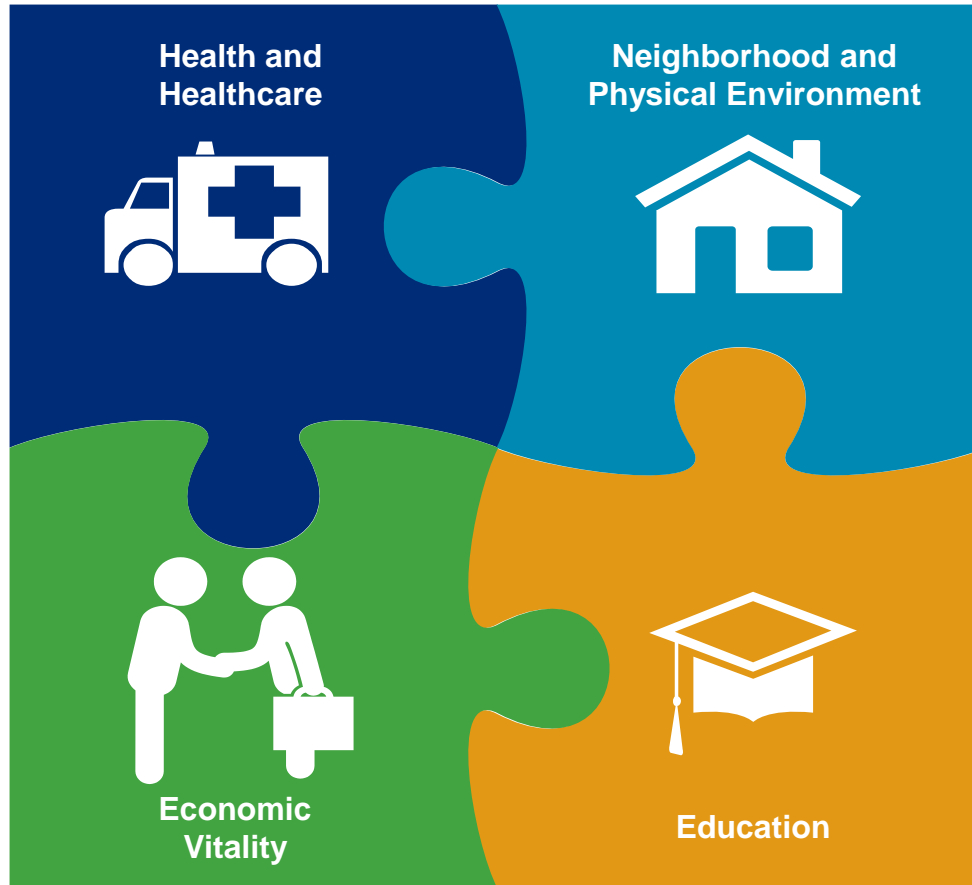 Health and
Healthcare
Neighborhood and
Physical Environment
Economic
Vitality
Education